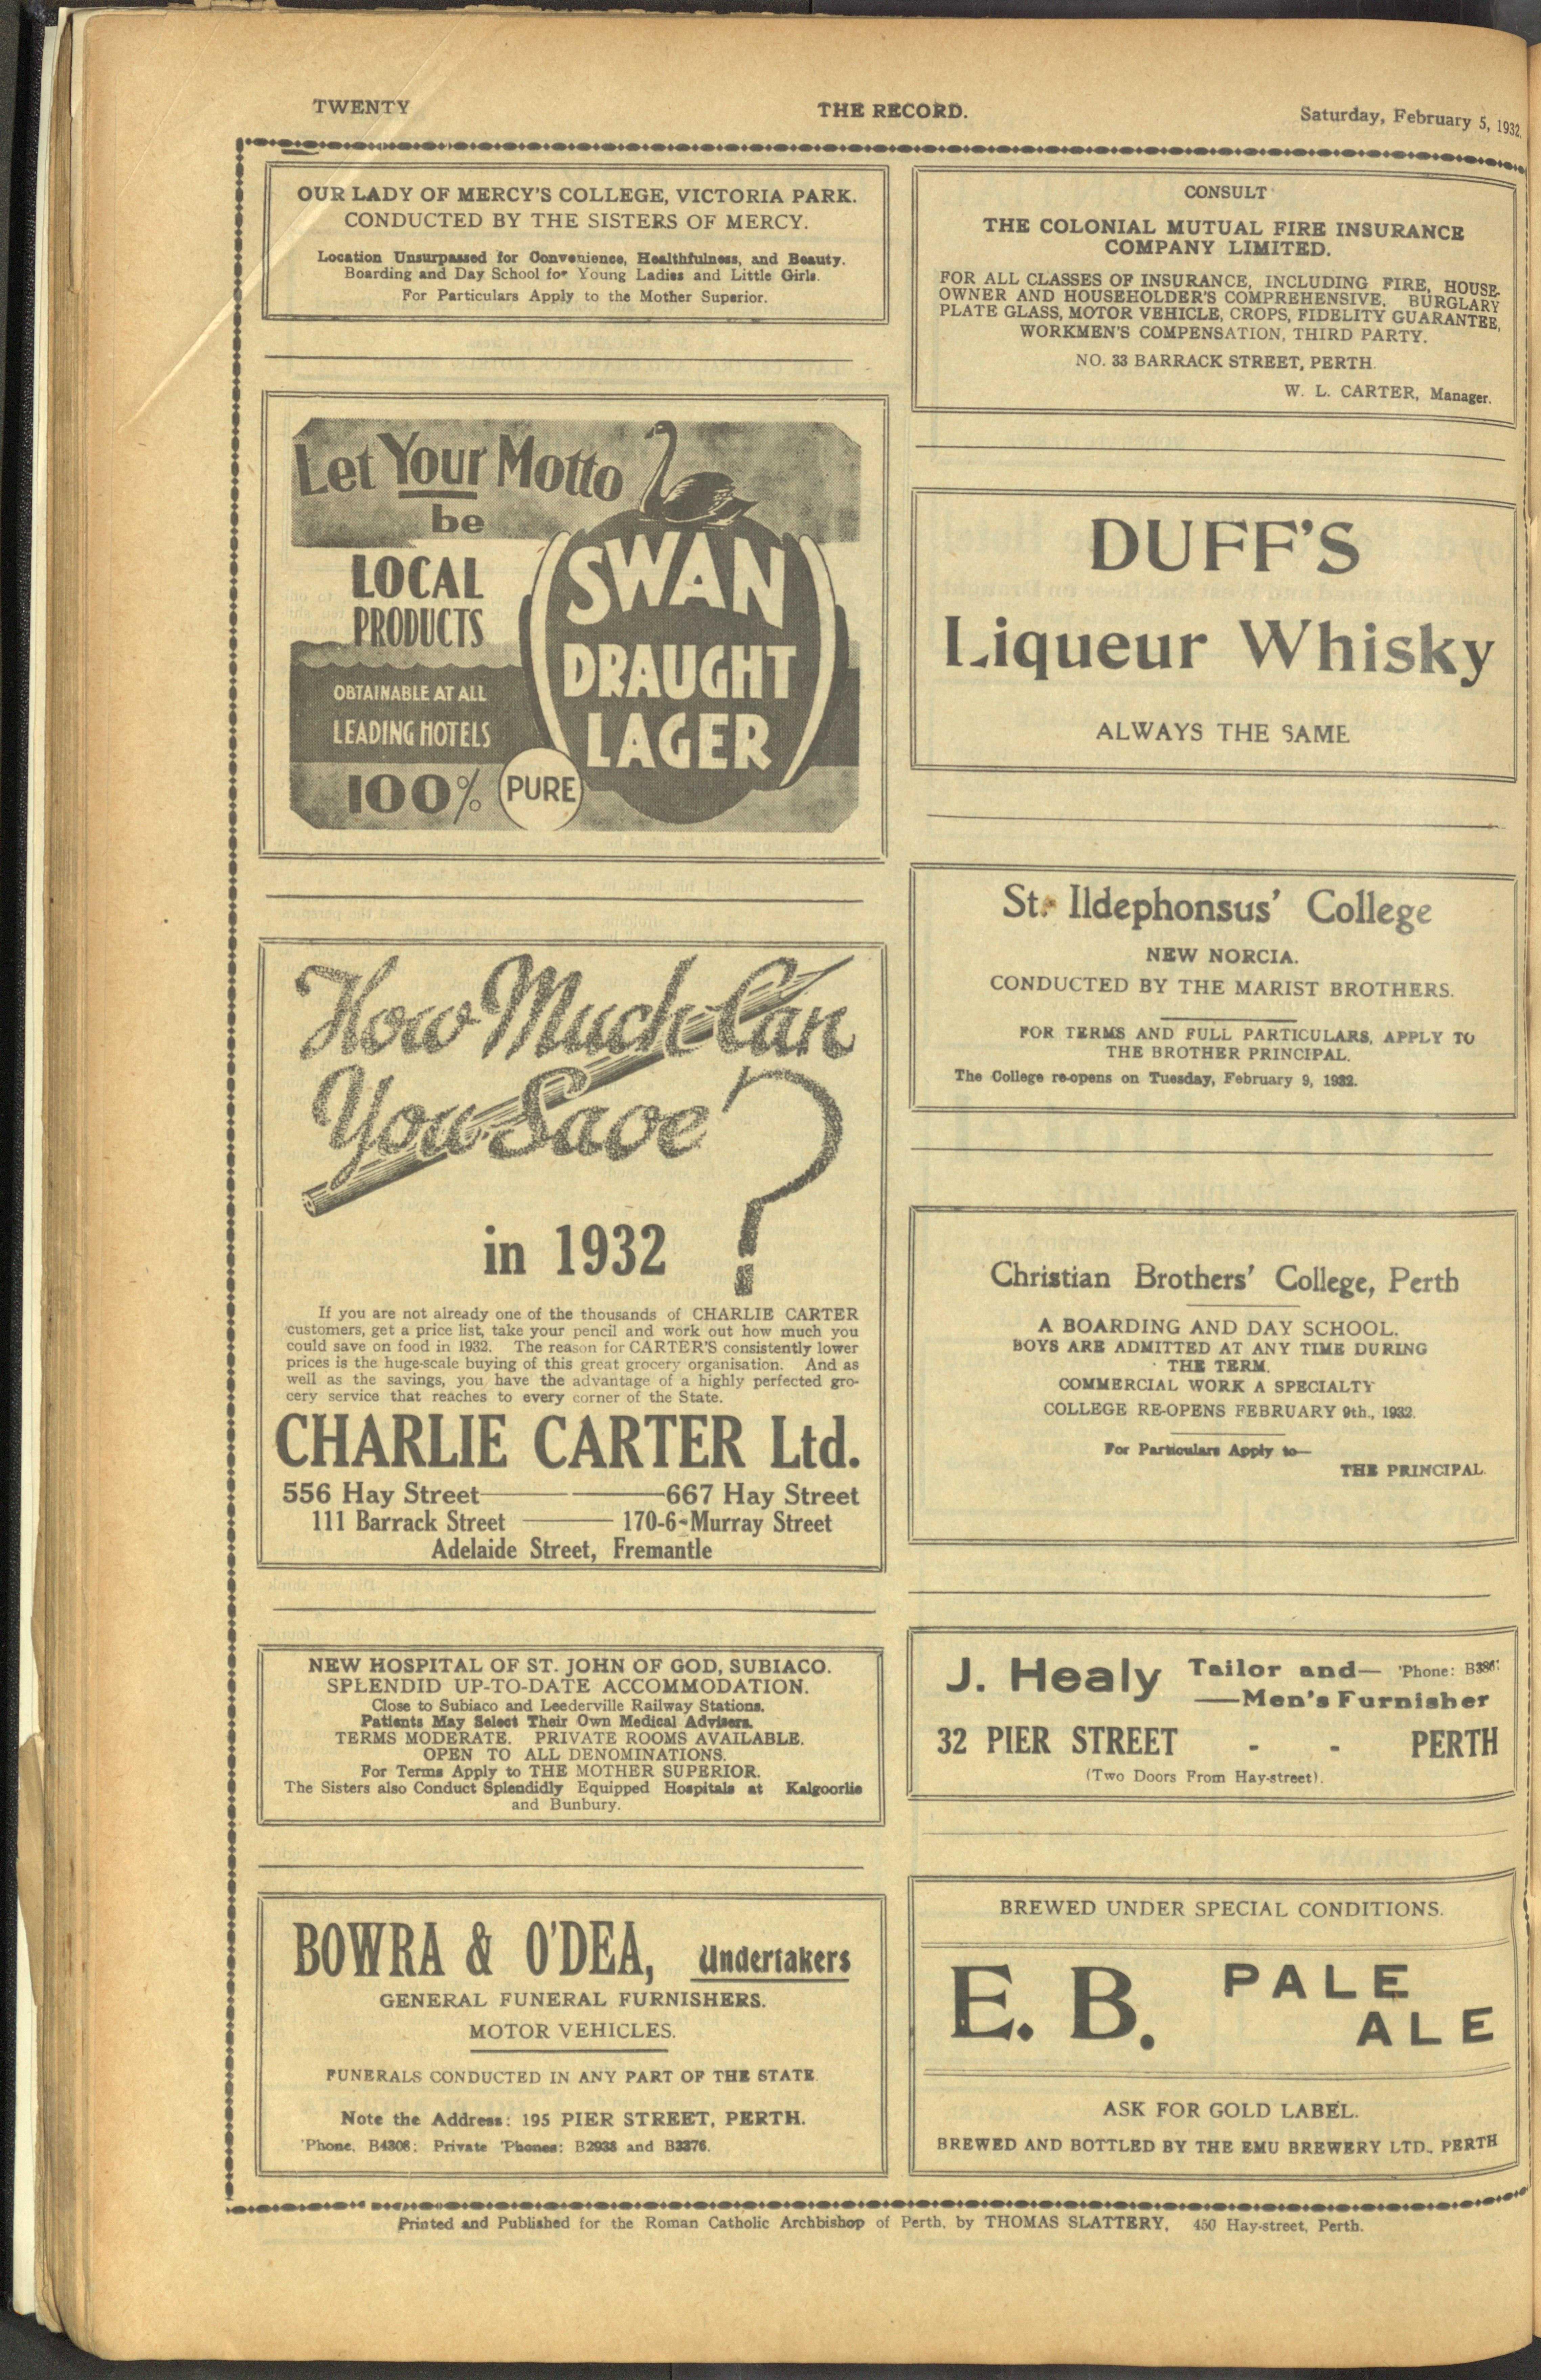 TWENTY
THE RECORD.
Saturday, February 5, 1932.
OUR LADY OF MERCY'S COLLEGE, VICTORIA PARK.
CONDUCTED BY THE SISTERS OF MERCY.
Location Unsurpassed for Convenience, Healthfulness, and Beauty.
Boarding and Day School for Young Ladies and Little Girls.
For Particulars Apply to the Mother Superior.
Let Your Motto
be
LOCAL
PRODUCTS
OBTAINABLE AT ALL
LEADING HOTELS
100% PURE
SWAN
DRAUGHT
LAGER
How Much Can
You Save?
in 1932
If you are not already one of the thousands of CHARLIE CARTER
customers, get a price list, take your pencil and work out how much you
could save on food in 1932. The reason for CARTER'S consistently lower
prices is the huge-scale buying of this great grocery organisation. And as
well as the savings, you have the advantage of a highly perfected gro-
cery service that reaches to every corner of the State.
CHARLIE CARTER Ltd.
556 Hay Street—— ——667 Hay Street
111 Barrack Street —— 170-6-Murray Street
Adelaide Street, Fremantle
NEW HOSPITAL OF ST. JOHN OF GOD, SUBIACO.
SPLENDID UP-TO-DATE ACCOMMODATION.
Close to Subiaco and Leederville Railway Stations.
Patients May Select Their Own Medical Advisers.
TERMS MODERATE. PRIVATE ROOMS AVAILABLE.
OPEN TO ALL DENOMINATIONS.
For Terms Apply to THE MOTHER SUPERIOR.
The Sisters also Conduct Splendidly Equipped Hospitals at Kalgoorlie
and Bunbury.
BOWRA & O'DEA, Undertakers
GENERAL FUNERAL FURNISHERS.
MOTOR VEHICLES.
FUNERALS CONDUCTED IN ANY PART OF THE STATE.
Note the Address: 195 PIER STREET, PERTH.
'Phone, B4308; Private 'Phones: B2938 and B3376.
CONSULT
THE COLONIAL MUTUAL FIRE INSURANCE
COMPANY LIMITED.
FOR ALL CLASSES OF INSURANCE, INCLUDING FIRE, HOUSE-
OWNER AND HOUSEHOLDER'S COMPREHENSIVE, BURGLARY
PLATE GLASS, MOTOR VEHICLE, CROPS, FIDELITY GUARANTEE,
WORKMEN'S COMPENSATION, THIRD PARTY.
NO. 33 BARRACK STREET, PERTH.
W. L. CARTER, Manager.
DUFF'S
Liqueur Whisky
ALWAYS THE SAME
St. Ildephonsus' College
NEW NORCIA.
CONDUCTED BY THE MARIST BROTHERS.
FOR TERMS AND FULL PARTICULARS, APPLY TO
THE BROTHER PRINCIPAL.
The College re-opens on Tuesday, February 9, 1932.
Christian Brothers' College, Perth
A BOARDING AND DAY SCHOOL.
BOYS ARE ADMITTED AT ANY TIME DURING
THE TERM.
COMMERCIAL WORK A SPECIALTY
COLLEGE RE-OPENS FEBRUARY 9th., 1932.
For Particulars Apply to—
THE PRINCIPAL.
J. Healy Tailor and— 'Phone:
—Men's Furnisher
32 PIER STREET - - PERTH
(Two Doors From Hay-street).
BREWED UNDER SPECIAL CONDITIONS.
E. B. PALE
ALE
ASK FOR GOLD LABEL.
BREWED AND BOTTLED BY THE EMU BREWERY LTD., PERTH
Printed and Published for the Roman Catholic Archbishop of Perth, by THOMAS SLATTERY, 450 Hay-street, Perth.